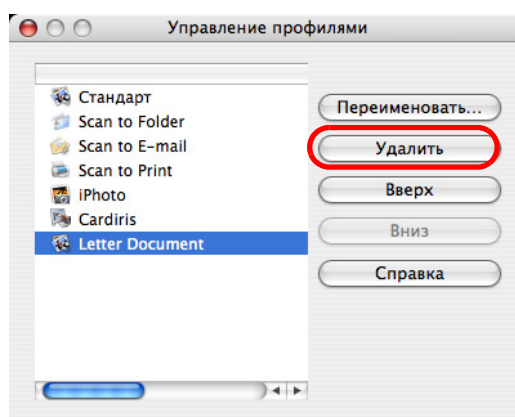 Управление профилями
Стандарт
Scan to Folder
Scan to E-mail
Scan to Print
iPhoto
Cardiris
Letter Document
Переименовать...
Удалить
Вверх
Вниз
Справка